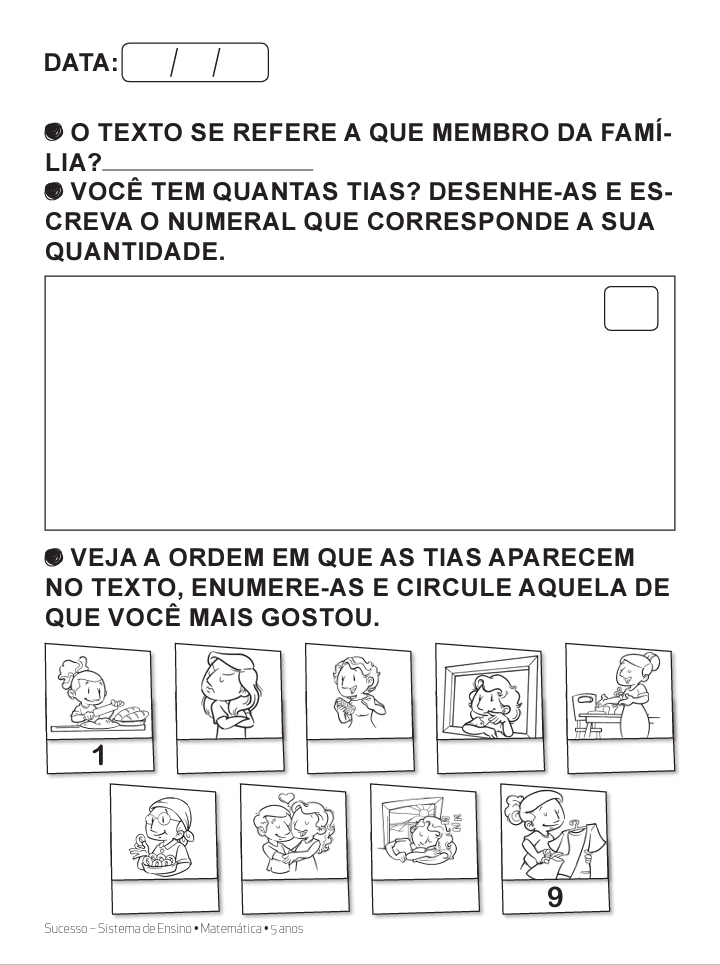 DATA: / /
O TEXTO SE REFERE A QUE MEMBRO DA FAMÍ-
LIA?
VOCÊ TEM QUANTAS TIAS? DESENHE-AS E ES-
CREVA O NUMERAL QUE CORRESPONDE A SUA
QUANTIDADE.
VEJA A ORDEM EM QUE AS TIAS APARECEM
NO TEXTO, ENUMERE-AS E CIRCULE AQUELA DE
QUE VOCÊ MAIS GOSTOU.
1
9
Sucesso – Sistema de Ensino • Matemática • 5 anos